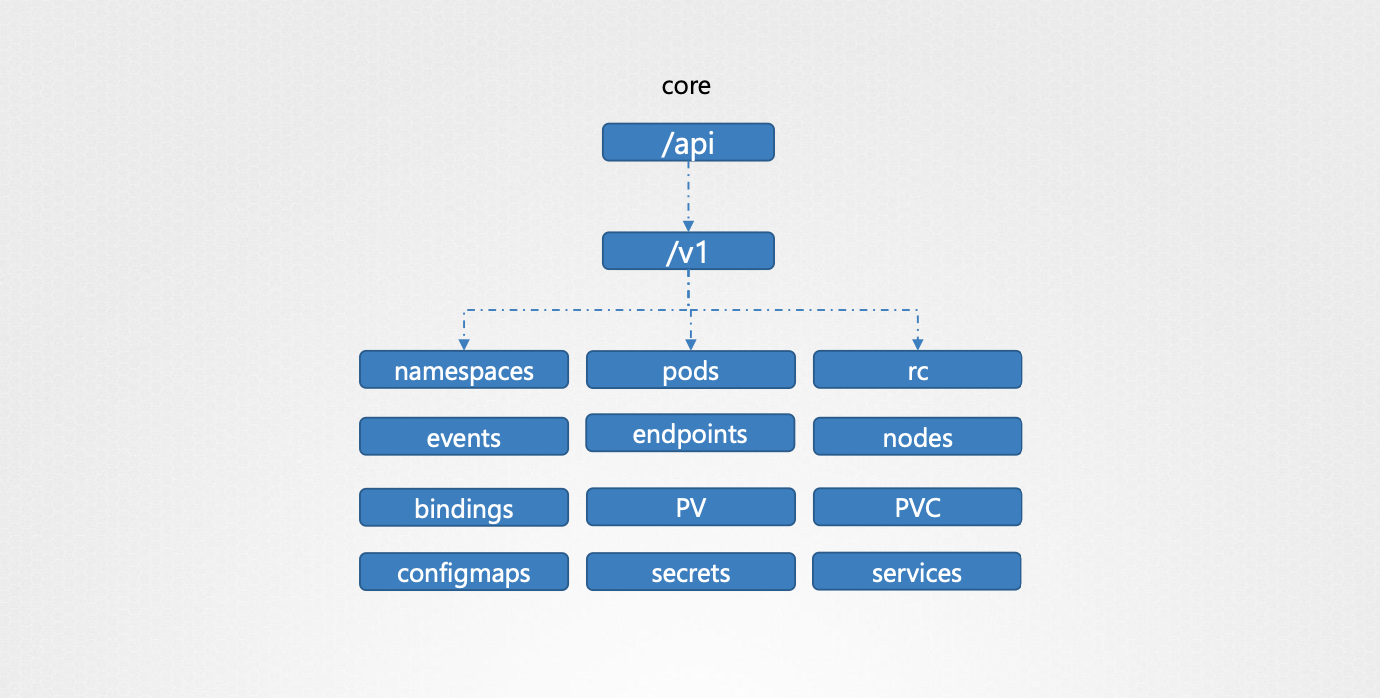 core
/api
/v1
namespaces
pods
rc
events
endpoints
nodes
bindings
PV
PVC
configmaps
secrets
services